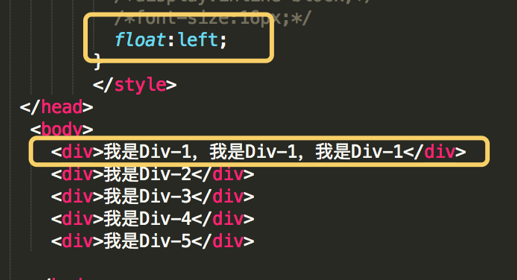 /*font-size:16px;*/
float:left;
}
</style>
</head>
<body>
<div>我是Div-1, 我是Div-1, 我是Div-1</div>
<div>我是Div-2</div>
<div>我是Div-3</div>
<div>我是Div-4</div>
<div>我是Div-5</div>